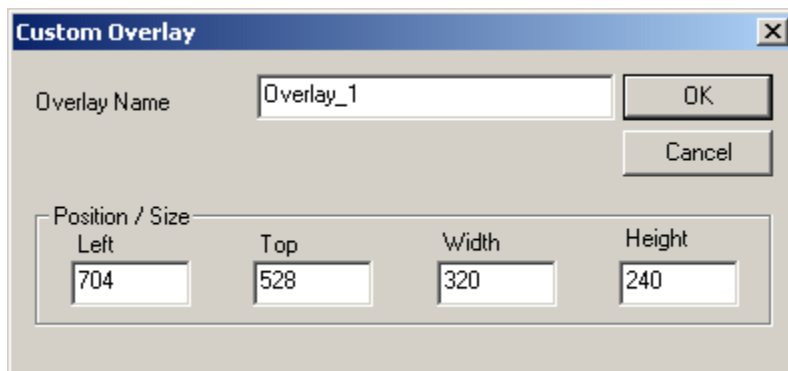 Custom Overlay
Overlay Name Overlay_1 OK
Cancel
Position / Size
Left Top Width Height
704 528 320 240